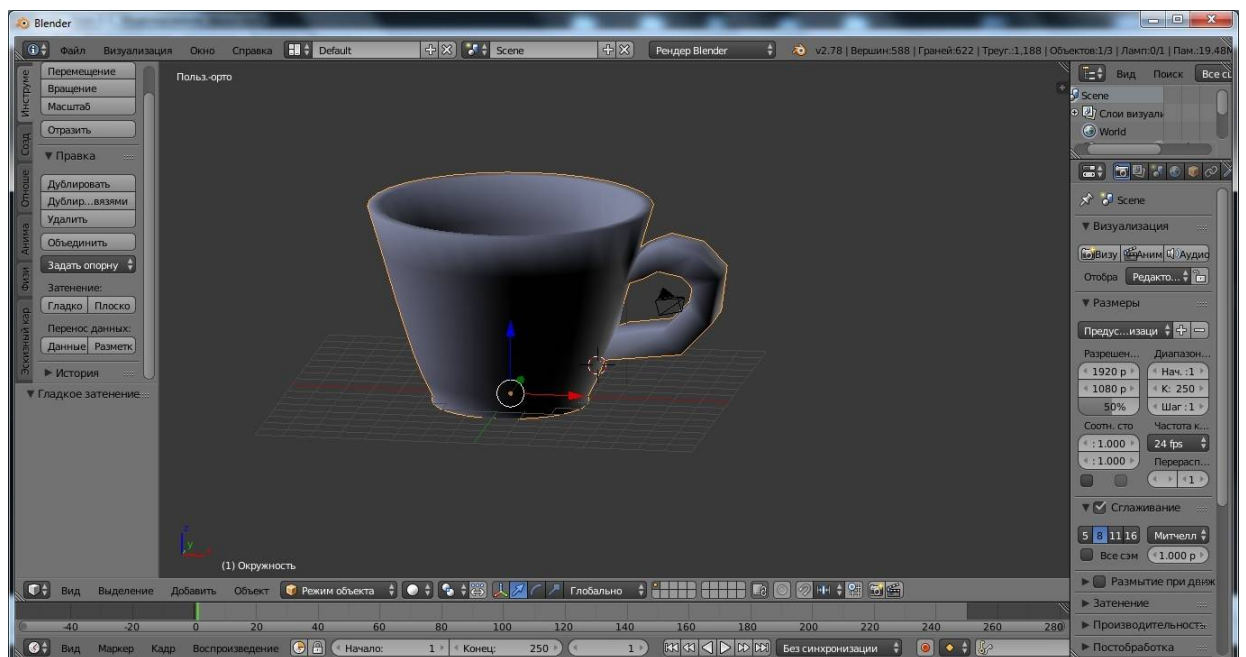 Blender
Файл Визуализация Окно Справка Default Scene Рендер Blender v2.78 | Вершин:588 | Граней:622 | Треуг.:1,188 | Объектов:1/3 | Ламп:0/1 | Пам.:19.48M
Инструме
Созд
Отноше
Анима
Физи
Эскизный кар
Перемещение
Вращение
Масштаб
Отразить
▼ Правка
Дублировать
Дублир...вязями
Удалить
Объединить
Задать опорну
Затенение:
Гладко Плоско
Перенос данных:
Данные Разметк
► История
▼ Гладкое затенение
Польз.-орто
z
y
(1) Окружность
Вид Поиск Все сц
Scene
Слои визуаль
World
Scene
▼ Визуализация
Визу Аним Аудио
Отобра Редакто...
▼ Размеры
Предус...изаци
Разрешен... Диапазон...
1920 p Нач. :1
1080 p К: 250
50% Шаг :1
Соотн. сто Частота к...
: 1.000 24 fps
: 1.000 Перерасп...
1
▼ Сглаживание
5 8 11 16 Митчелл
Все сэм 1.000 p
► Размытие при движ
► Затенение
► Производительность
► Постобработка
Вид Выделение Добавить Объект Режим объекта Глобально
-40 -20 0 20 40 60 80 100 120 140 160 180 200 220 240 260 280
Вид Маркер Кадр Воспроизведение Начало: 1 Конец: 250 1 Без синхронизации